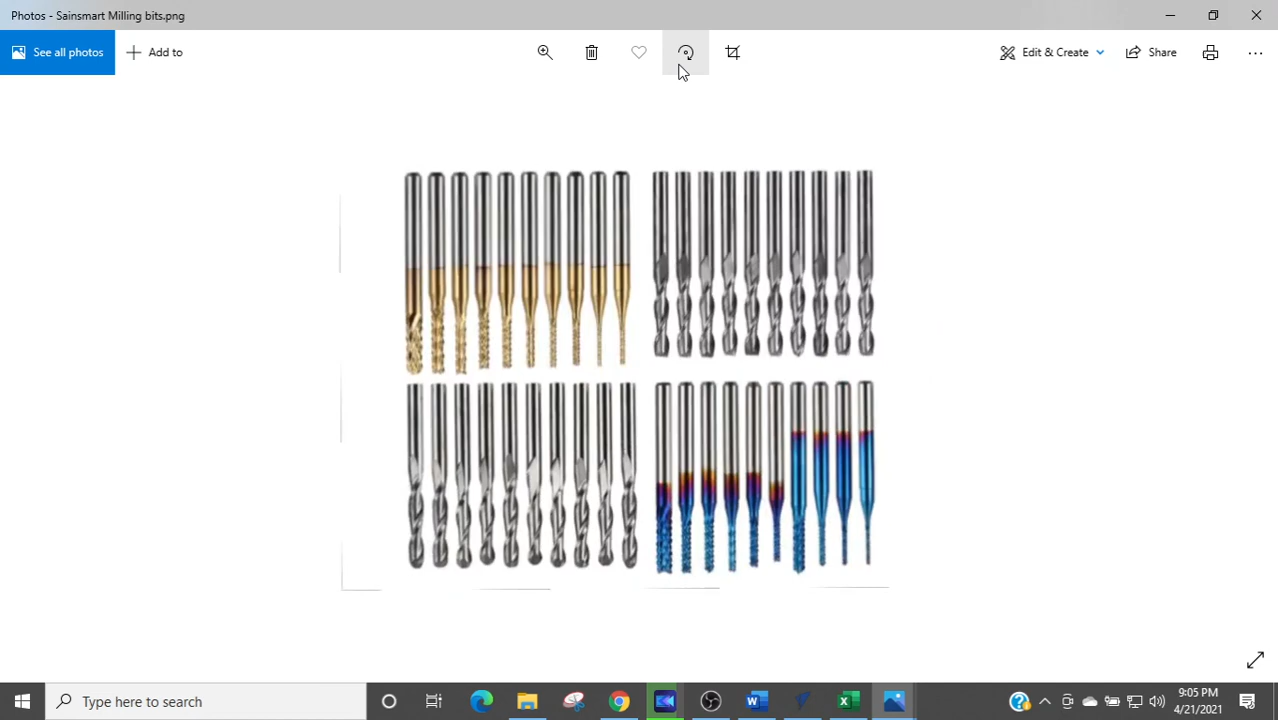 Photos - Sainsmart Milling bits.png
See all photos
Add to
Edit & Create
Share
Type here to search
9:05 PM
4/21/2021